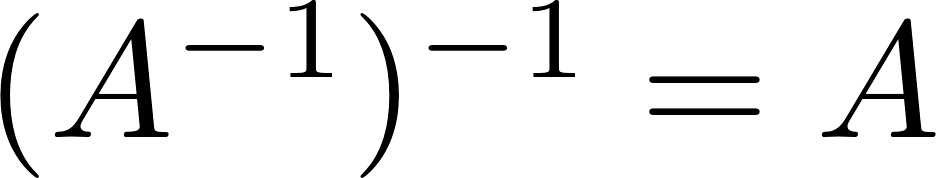 (A⁻¹)⁻¹ = A